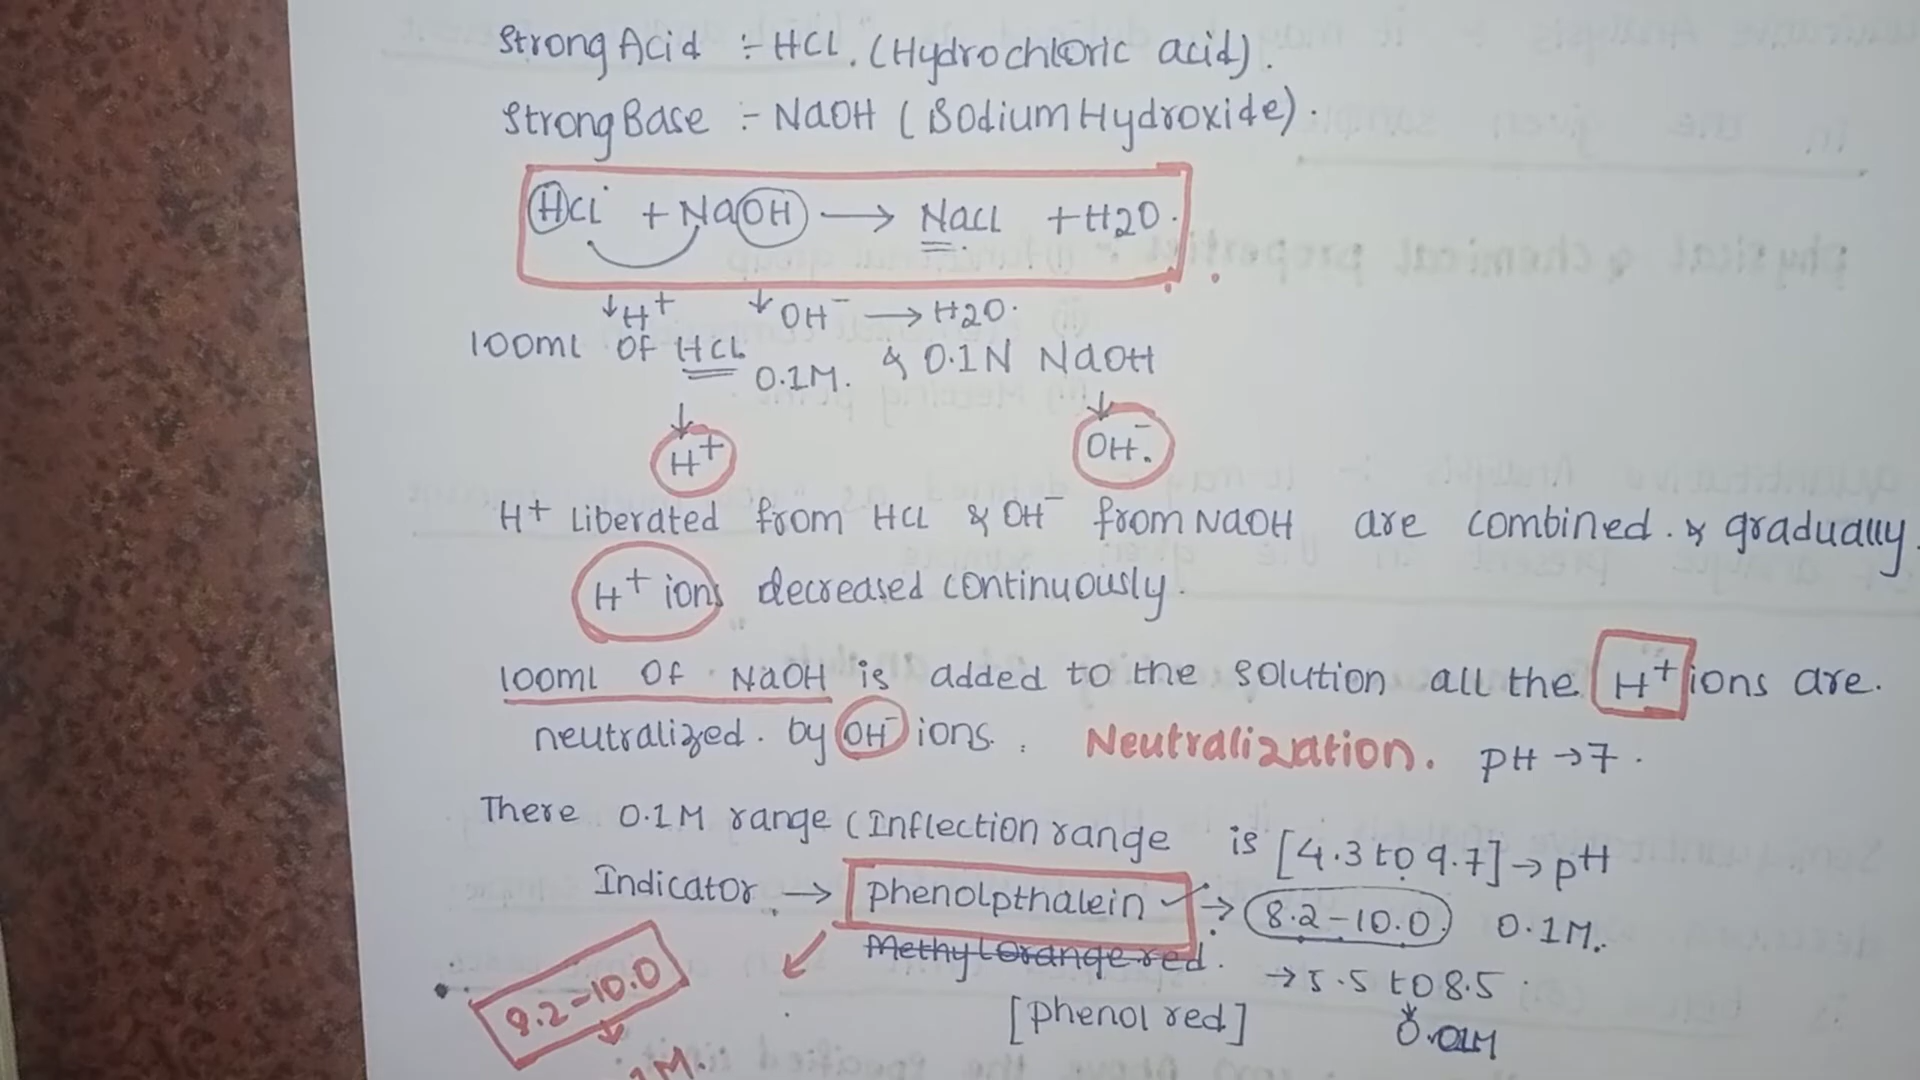 Strong Acid :- HCL. (Hydrochloric acid).
Strong Base :- NaOH (Sodium Hydroxide).
HCl + NaOH → NaCl + H2O.
↓H+ ↓OH- → H2O.
100ml of HCL 0.1M. & 0.1N NaOH
↓ ↓
H+ OH-.
H+ Liberated from HCL & OH- from NaOH are combined. & gradually.
H+ ions decreased continuously.
100ml of NaOH is added to the solution all the H+ ions are.
neutralized. by OH- ions. Neutralization. pH → 7.
There 0.1M range (Inflection range is [4.3 to 9.7] → pH
Indicator → phenolpthalein ✓ → 8.2-10.0 0.1M.
Methyl orange red. → 5.5 to 8.5
8.2-10.0 [phenol red] 0.01M
M.